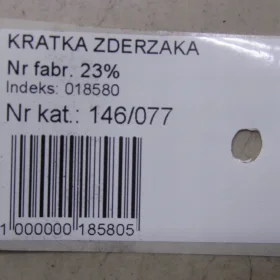 KRATKA ZDERZAKA
Nr fabr. 23%
Indeks: 018580
Nr kat.: 146/077
1 000000 185805